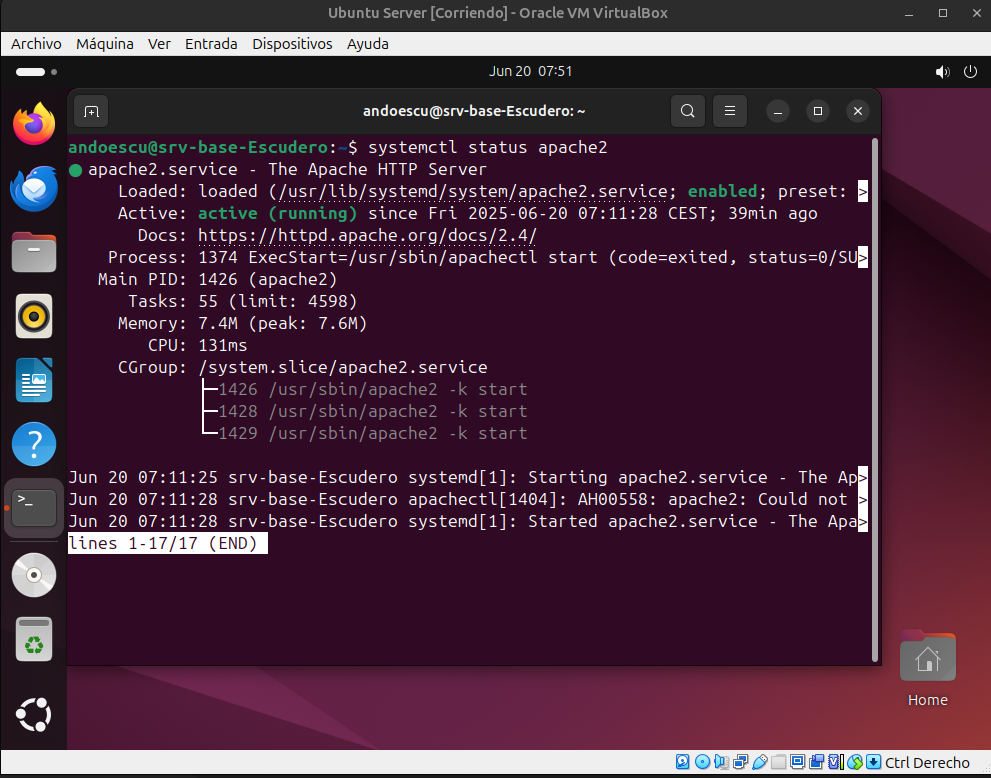 Ubuntu Server [Corriendo] - Oracle VM VirtualBox
Archivo Máquina Ver Entrada Dispositivos Ayuda
Jun 20 07:51
andoescu@srv-base-Escudero: ~
andoescu@srv-base-Escudero:~$ systemctl status apache2
● apache2.service - The Apache HTTP Server
Loaded: loaded (/usr/lib/systemd/system/apache2.service; enabled; preset: >
Active: active (running) since Fri 2025-06-20 07:11:28 CEST; 39min ago
Docs: https://httpd.apache.org/docs/2.4/
Process: 1374 ExecStart=/usr/sbin/apachectl start (code=exited, status=0/SU>
Main PID: 1426 (apache2)
Tasks: 55 (limit: 4598)
Memory: 7.4M (peak: 7.6M)
CPU: 131ms
CGroup: /system.slice/apache2.service
├─1426 /usr/sbin/apache2 -k start
├─1428 /usr/sbin/apache2 -k start
└─1429 /usr/sbin/apache2 -k start
Jun 20 07:11:25 srv-base-Escudero systemd[1]: Starting apache2.service - The Ap>
Jun 20 07:11:28 srv-base-Escudero apachectl[1404]: AH00558: apache2: Could not >
Jun 20 07:11:28 srv-base-Escudero systemd[1]: Started apache2.service - The Apa>
lines 1-17/17 (END)
Home
Ctrl Derecho